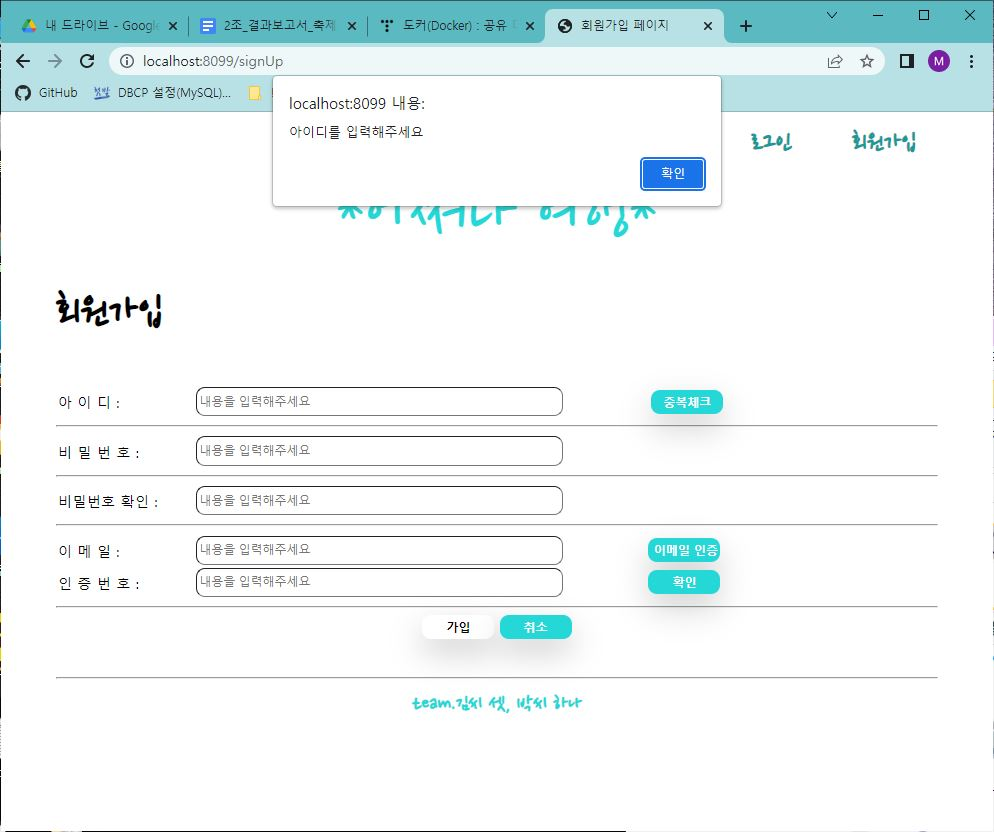 내 드라이브 - Google
2조_결과보고서_축제
도커(Docker) : 공유
회원가입 페이지
localhost:8099/signUp
M
GitHub
DBCP 설정(MySQL)...
localhost:8099 내용:
아이디를 입력해주세요
확인
로그인
회원가입
회원가입
아 이 디 :
내용을 입력해주세요
중복체크
비 밀 번 호 :
내용을 입력해주세요
비밀번호 확인 :
내용을 입력해주세요
이 메 일 :
내용을 입력해주세요
이메일 인증
인 증 번 호 :
내용을 입력해주세요
확인
가입
취소
team.김씨 셋, 박씨 하나